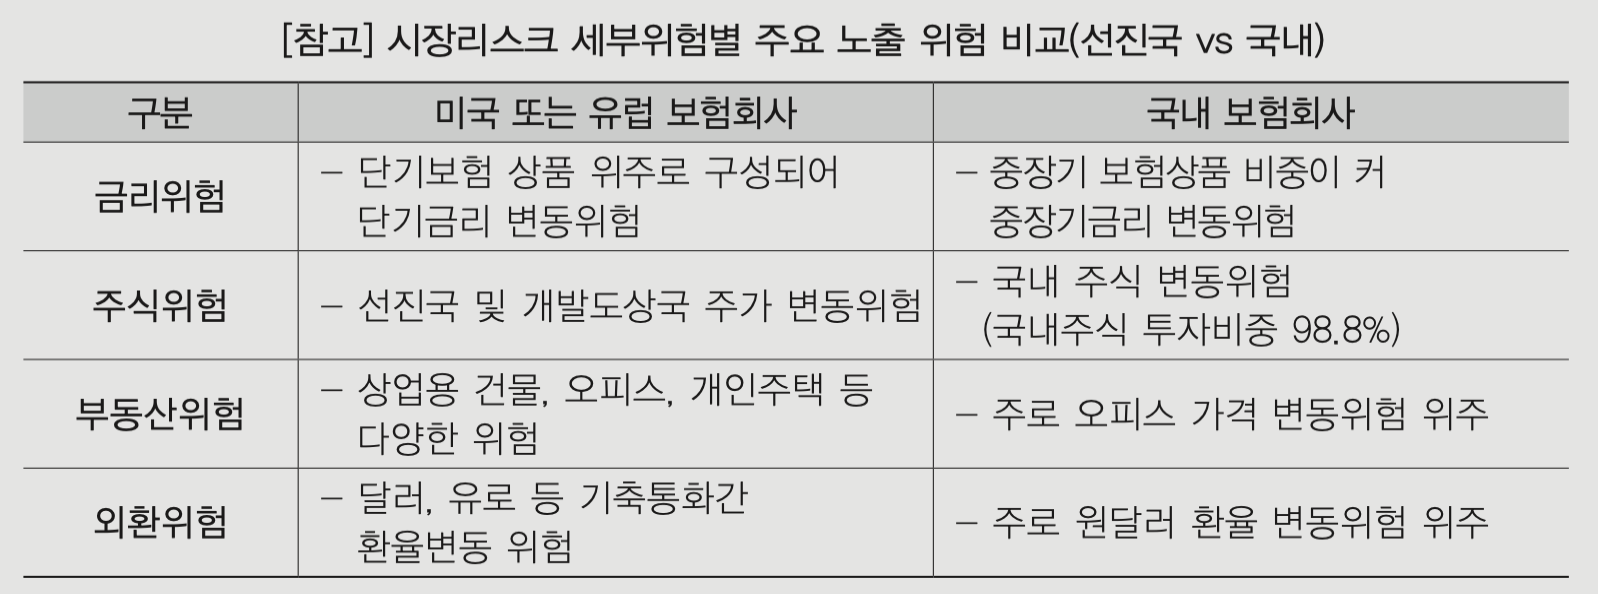 [참고] 시장리스크 세부위험별 주요 노출 위험 비교(선진국 vs 국내)
구분 미국 또는 유럽 보험회사 국내 보험회사
금리위험
– 단기보험 상품 위주로 구성되어
단기금리 변동위험
– 중장기 보험상품 비중이 커
중장기금리 변동위험
주식위험
– 선진국 및 개발도상국 주가 변동위험
– 국내 주식 변동위험
(국내주식 투자비중 98.8%)
부동산위험
– 상업용 건물, 오피스, 개인주택 등
다양한 위험
– 주로 오피스 가격 변동위험 위주
외환위험
– 달러, 유로 등 기축통화간
환율변동 위험
– 주로 원달러 환율 변동위험 위주